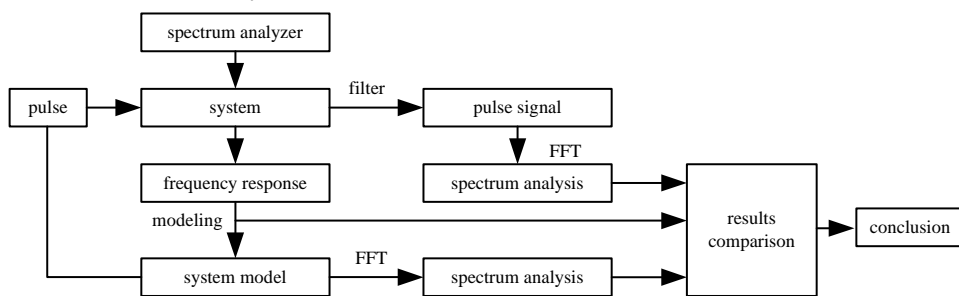 spectrum analyzer
filter
pulse
system
pulse signal
FFT
frequency response
spectrum analysis
modeling
results
comparison
conclusion
FFT
system model
spectrum analysis